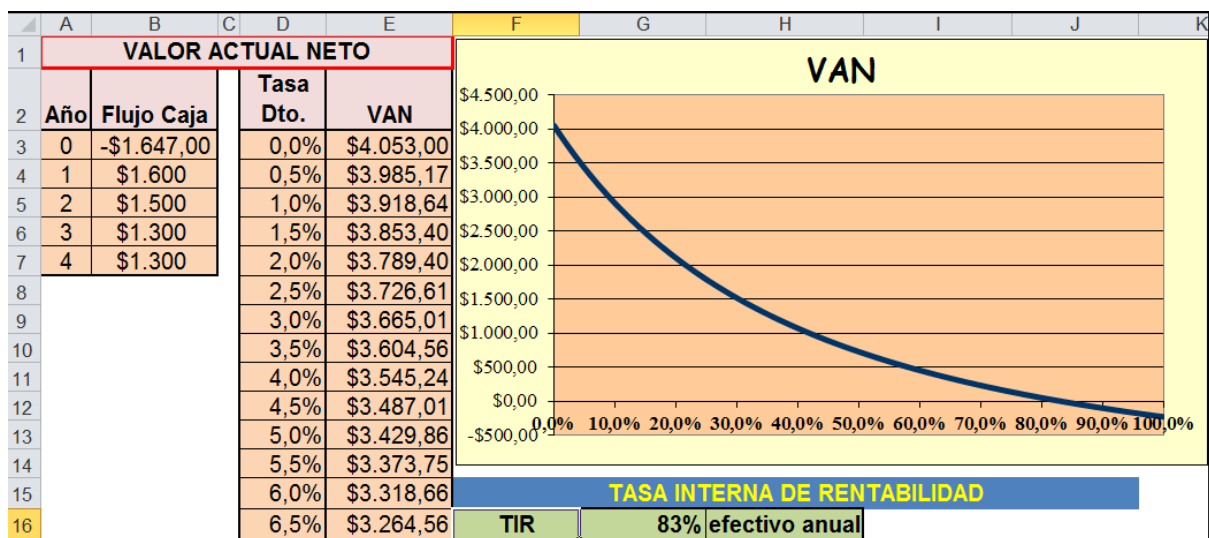 A B C D E F G H I J K
1 VALOR ACTUAL NETO
2 Año Flujo Caja Tasa Dto. VAN
3 0 -$1.647,00 0,0% $4.053,00
4 1 $1.600 0,5% $3.985,17
5 2 $1.500 1,0% $3.918,64
6 3 $1.300 1,5% $3.853,40
7 4 $1.300 2,0% $3.789,40
8 2,5% $3.726,61
9 3,0% $3.665,01
10 3,5% $3.604,56
11 4,0% $3.545,24
12 4,5% $3.487,01
13 5,0% $3.429,86
14 5,5% $3.373,75
15 6,0% $3.318,66 TASA INTERNA DE RENTABILIDAD
16 6,5% $3.264,56 TIR 83% efectivo anual
VAN
$4.500,00
$4.000,00
$3.500,00
$3.000,00
$2.500,00
$2.000,00
$1.500,00
$1.000,00
$500,00
$0,00
-$500,00
0,0% 10,0% 20,0% 30,0% 40,0% 50,0% 60,0% 70,0% 80,0% 90,0% 100,0%